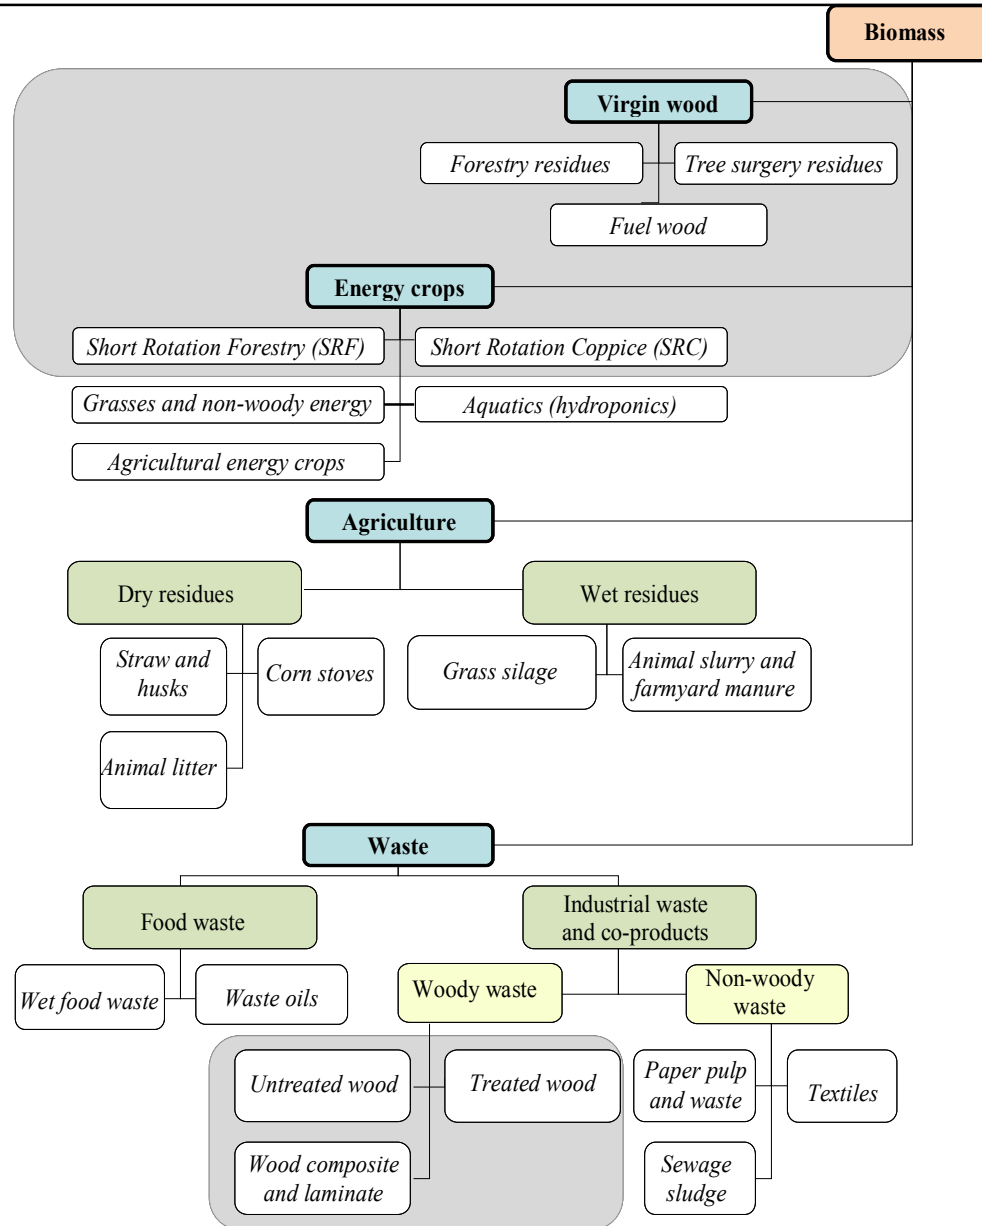 Biomass
Virgin wood
Forestry residues
Tree surgery residues
Fuel wood
Energy crops
Short Rotation Forestry (SRF)
Short Rotation Coppice (SRC)
Grasses and non-woody energy
Aquatics (hydroponics)
Agricultural energy crops
Agriculture
Dry residues
Wet residues
Straw and
husks
Corn stoves
Grass silage
Animal slurry and
farmyard manure
Animal litter
Waste
Food waste
Industrial waste
and co-products
Wet food waste
Waste oils
Woody waste
Non-woody
waste
Untreated wood
Treated wood
Paper pulp
and waste
Textiles
Wood composite
and laminate
Sewage
sludge